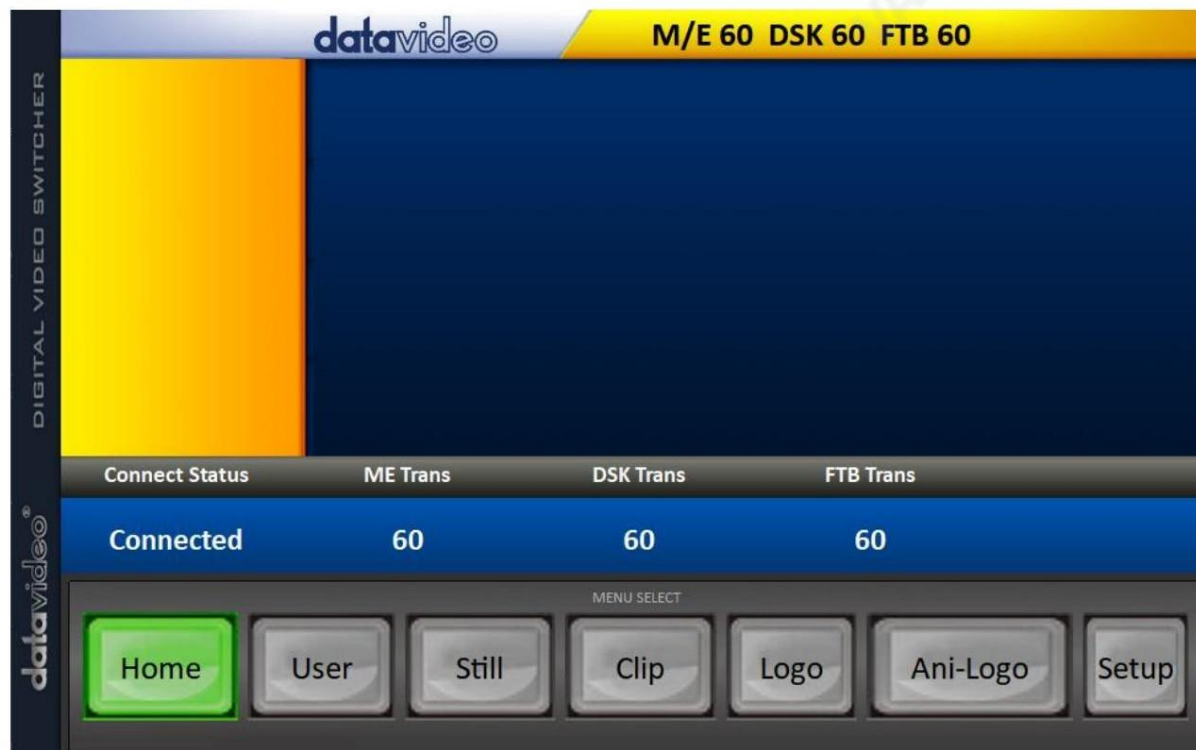 datavideo
M/E 60 DSK 60 FTB 60
DIGITAL VIDEO SWITCHER
datavideo®
Connect Status ME Trans DSK Trans FTB Trans
Connected 60 60 60
MENU SELECT
Home User Still Clip Logo Ani-Logo Setup